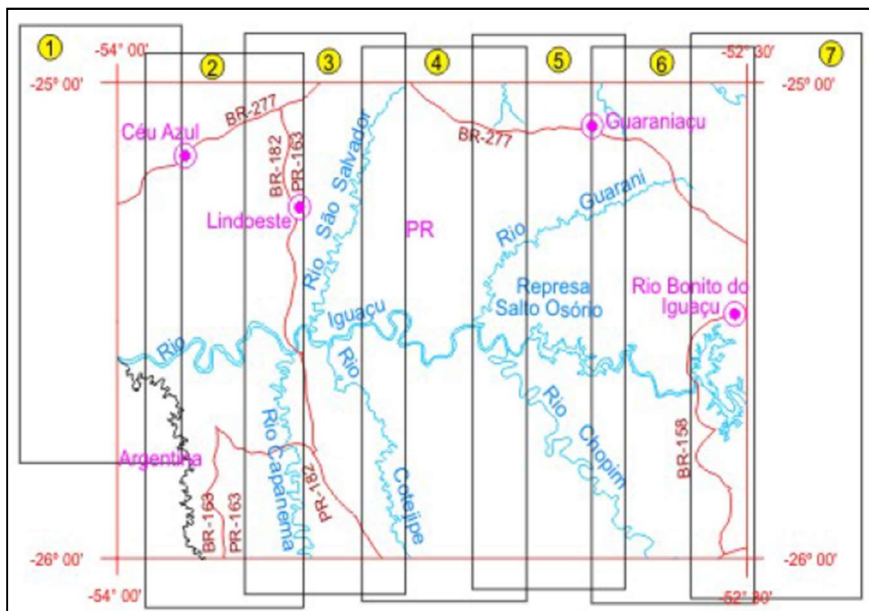 1
2
3
4
5
6
7
-54° 00'
-52° 30'
-25° 00'
-25° 00'
BR-277
Céu Azul
BR-182
PR-163
Rio São Salvador
BR-277
Guaraniaçu
Lindoeste
PR
Rio Guarani
Represa
Salto Osório
Rio Bonito do
Iguaçu
Rio Iguaçu
Rio Cotejipe
Rio Chopim
Argentina
Rio Capanema
BR-163
PR-163
PR-182
BR-158
-26° 00'
-26° 00'
-54° 00'
-52° 30'